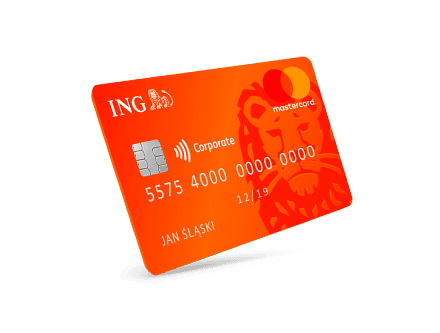 ING
mastercard
Corporate
5575 4000 0000 0000
12/19
JAN ŚLĄSKI